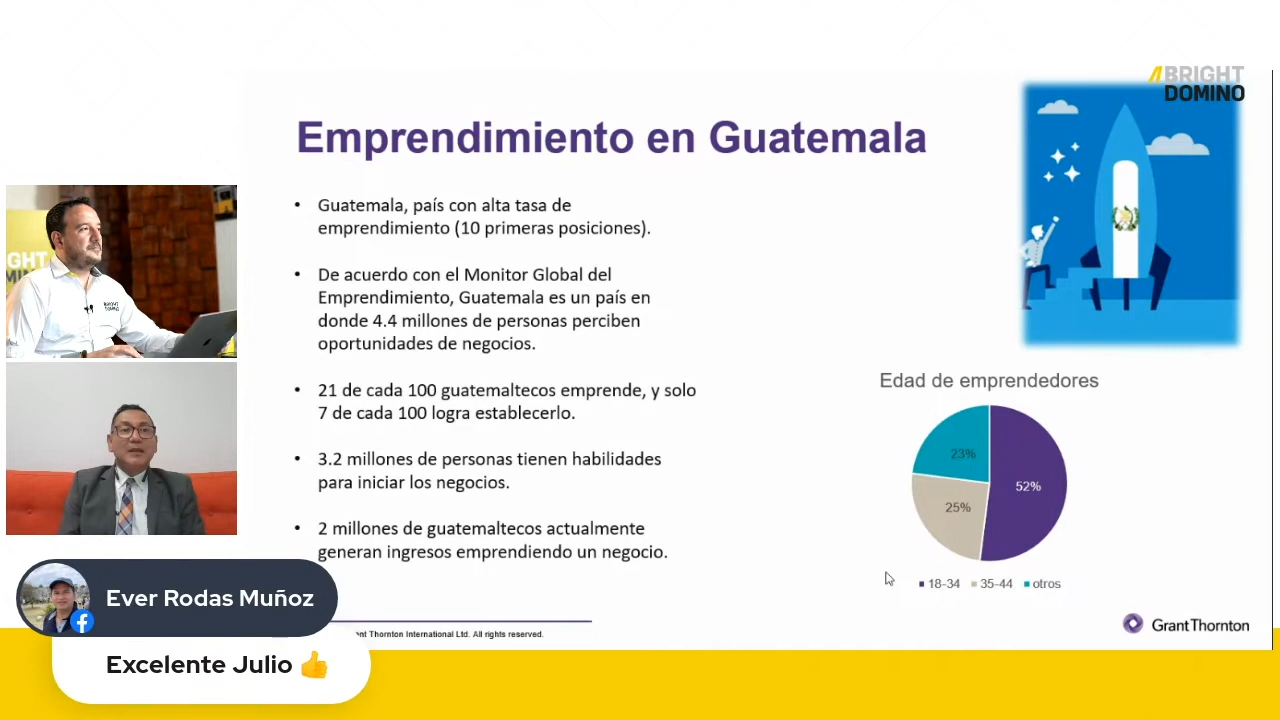 BRIGHT
DOMINO
Emprendimiento en Guatemala
• Guatemala, país con alta tasa de
emprendimiento (10 primeras posiciones).
• De acuerdo con el Monitor Global del
Emprendimiento, Guatemala es un país en
donde 4.4 millones de personas perciben
oportunidades de negocios.
• 21 de cada 100 guatemaltecos emprende, y solo
7 de cada 100 logra establecerlo.
• 3.2 millones de personas tienen habilidades
para iniciar los negocios.
• 2 millones de guatemaltecos actualmente
generan ingresos emprendiendo un negocio.
Edad de emprendedores
23%
52%
25%
18-34 35-44 otros
BRIGHT
DOMINO
Ever Rodas Muñoz
Excelente Julio 👍
Thornton International Ltd. All rights reserved.
Grant Thornton